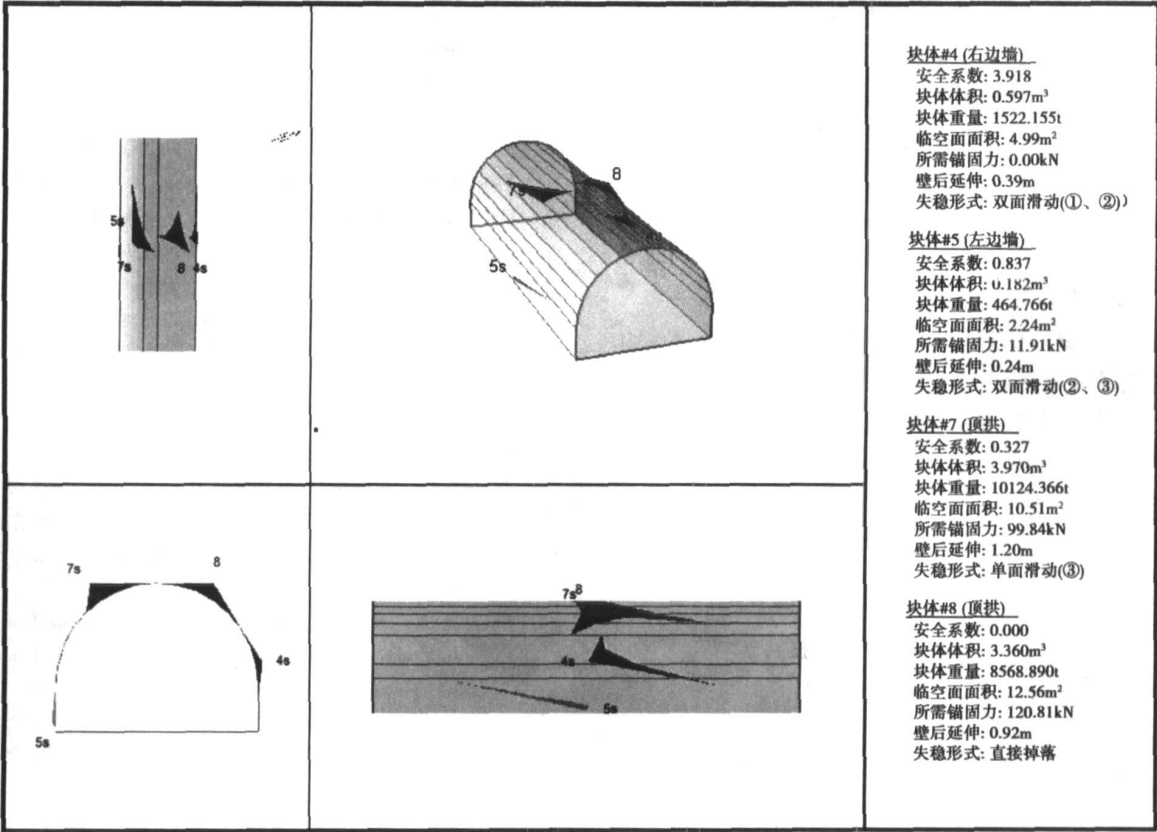 5s
7s
8
4s
7s
8
5s
7s
8
4s
5s
7s
8
4s
5s
块体#4 (右边墙)
安全系数: 3.918
块体体积: 0.597m³
块体重量: 1522.155t
临空面面积: 4.99m²
所需锚固力: 0.00kN
壁后延伸: 0.39m
失稳形式: 双面滑动(①、②))
块体#5 (左边墙)
安全系数: 0.837
块体体积: 0.182m³
块体重量: 464.766t
临空面面积: 2.24m²
所需锚固力: 11.91kN
壁后延伸: 0.24m
失稳形式: 双面滑动(②、③)
块体#7 (顶拱)
安全系数: 0.327
块体体积: 3.970m³
块体重量: 10124.366t
临空面面积: 10.51m²
所需锚固力: 99.84kN
壁后延伸: 1.20m
失稳形式: 单面滑动(③)
块体#8 (顶拱)
安全系数: 0.000
块体体积: 3.360m³
块体重量: 8568.890t
临空面面积: 12.56m²
所需锚固力: 120.81kN
壁后延伸: 0.92m
失稳形式: 直接掉落